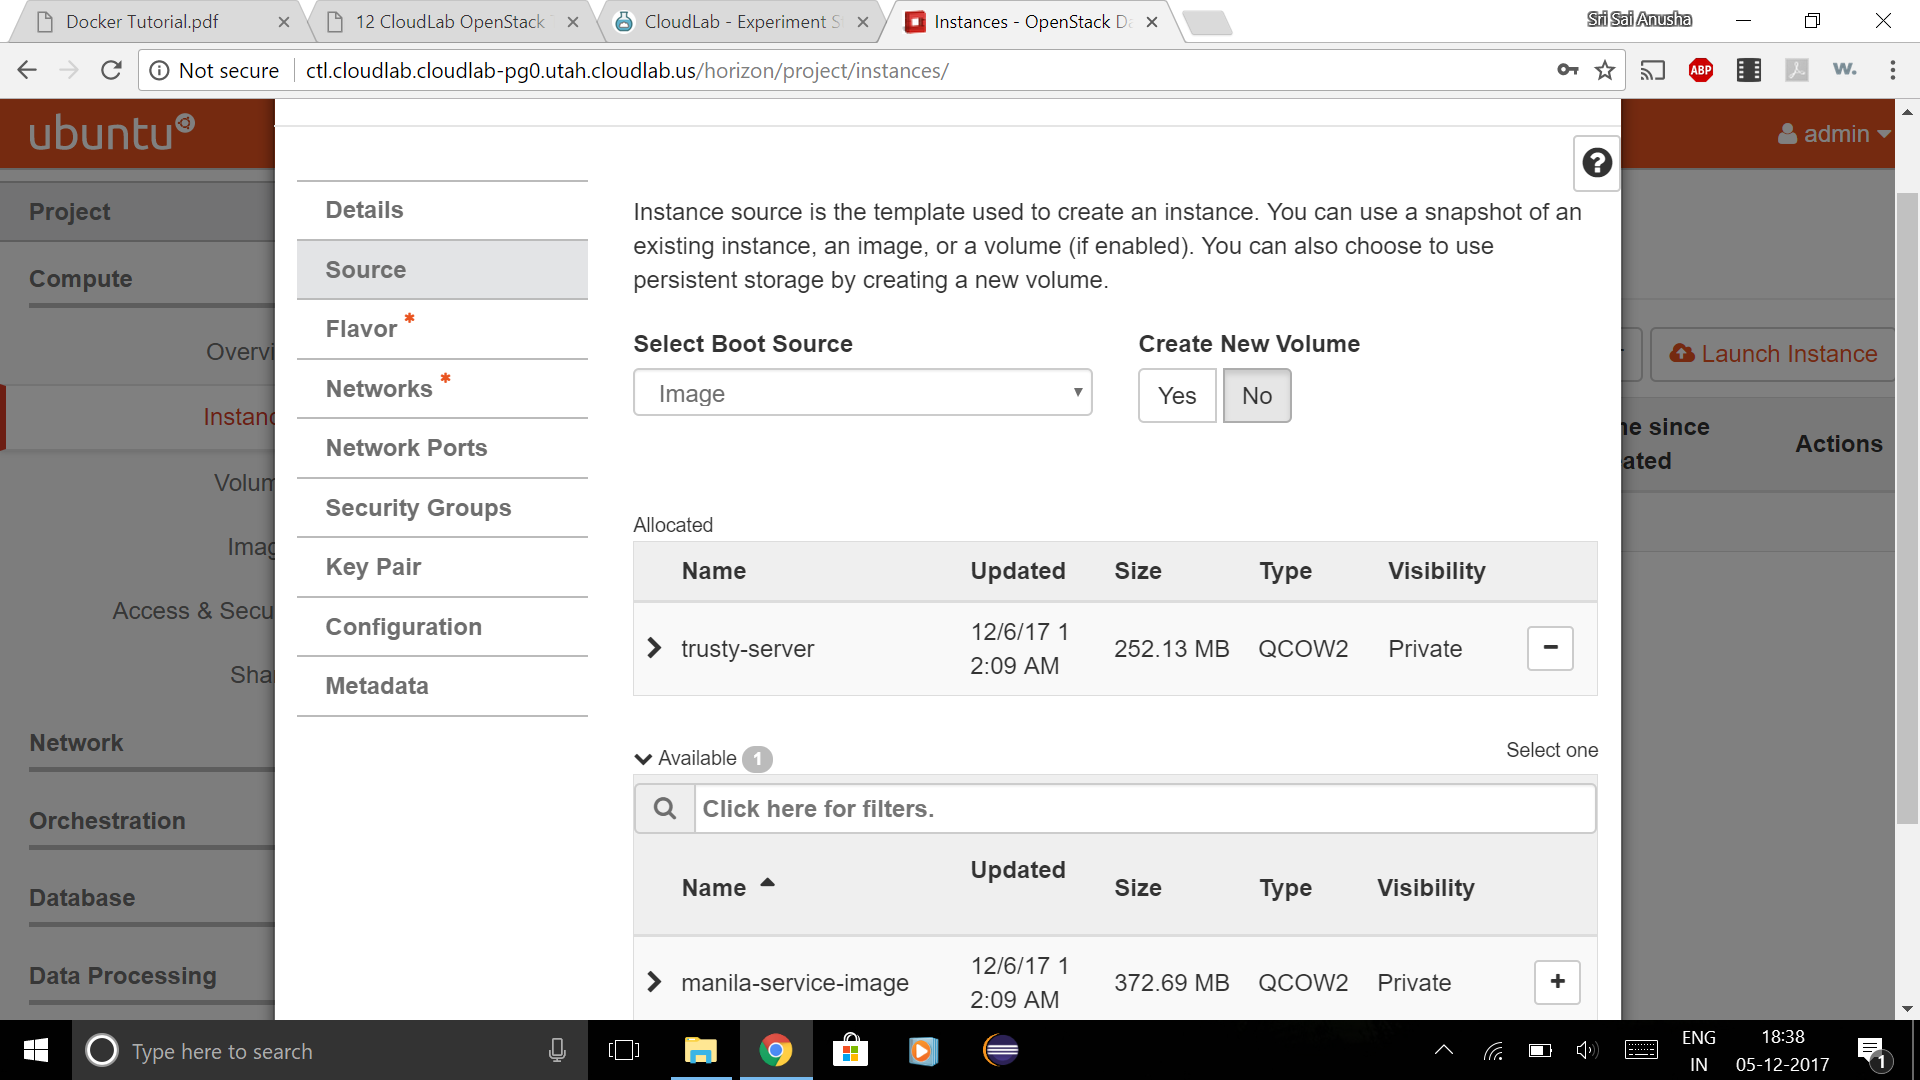 Docker Tutorial.pdf
12 CloudLab OpenStack
CloudLab - Experiment S
Instances - OpenStack Da
Sri Sai Anusha
Not secure
ctl.cloudlab.cloudlab-pg0.utah.cloudlab.us/horizon/project/instances/
ABP
w.
ubuntu
admin
Project
Compute
Overvi
Instanc
Volum
Imag
Access & Secu
Sha
Network
Orchestration
Database
Data Processing
Details
Source
Flavor *
Networks *
Network Ports
Security Groups
Key Pair
Configuration
Metadata
?
Instance source is the template used to create an instance. You can use a snapshot of an
existing instance, an image, or a volume (if enabled). You can also choose to use
persistent storage by creating a new volume.
Select Boot Source
Create New Volume
Image
Yes
No
Allocated
Name Updated Size Type Visibility
trusty-server 12/6/17 1 252.13 MB QCOW2 Private
2:09 AM
Available 1
Select one
Click here for filters.
Name Updated Size Type Visibility
manila-service-image 12/6/17 1 372.69 MB QCOW2 Private
2:09 AM
Launch Instance
ne since
ated
Actions
Type here to search
ENG
IN
18:38
05-12-2017
1